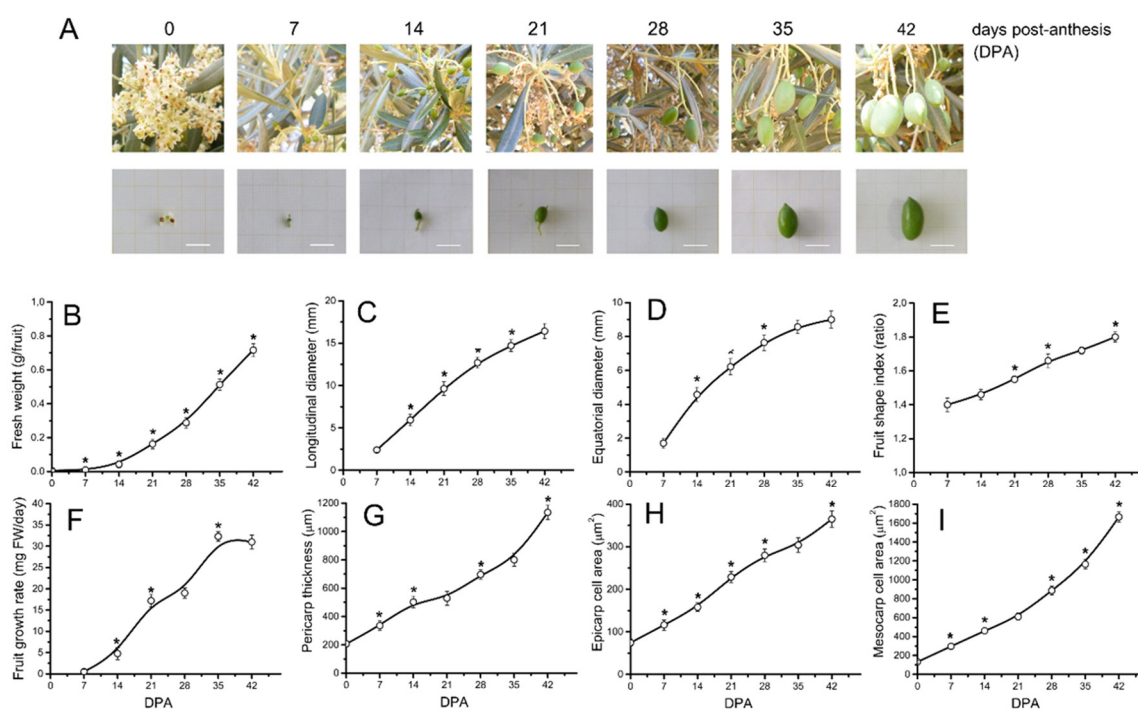 A 0 7 14 21 28 35 42 days post-anthesis
(DPA)
B
Fresh weight (g/fruit)
1,0
0,8
0,6
0,4
0,2
0,0
0 7 14 21 28 35 42
* * * * * *
C
Longitudinal diameter (mm)
20
15
10
5
0
0 7 14 21 28 35 42
* * * * *
D
Equatorial diameter (mm)
10
8
6
4
2
0
0 7 14 21 28 35 42
* * *
E
Fruit shape index (ratio)
2,0
1,8
1,6
1,4
1,2
1,0
0 7 14 21 28 35 42
* * *
F
Fruit growth rate (mg FW/day)
40
35
30
25
20
15
10
5
0
0 7 14 21 28 35 42
* * *
DPA
G
Pericarp thickness (µm)
1200
1000
800
600
400
200
0
0 7 14 21 28 35 42
* * * *
DPA
H
Epicarp cell area (µm²)
400
300
200
100
0
0 7 14 21 28 35 42
* * * * *
DPA
I
Mesocarp cell area (µm²)
1800
1600
1400
1200
1000
800
600
400
200
0
0 7 14 21 28 35 42
* * * * *
DPA